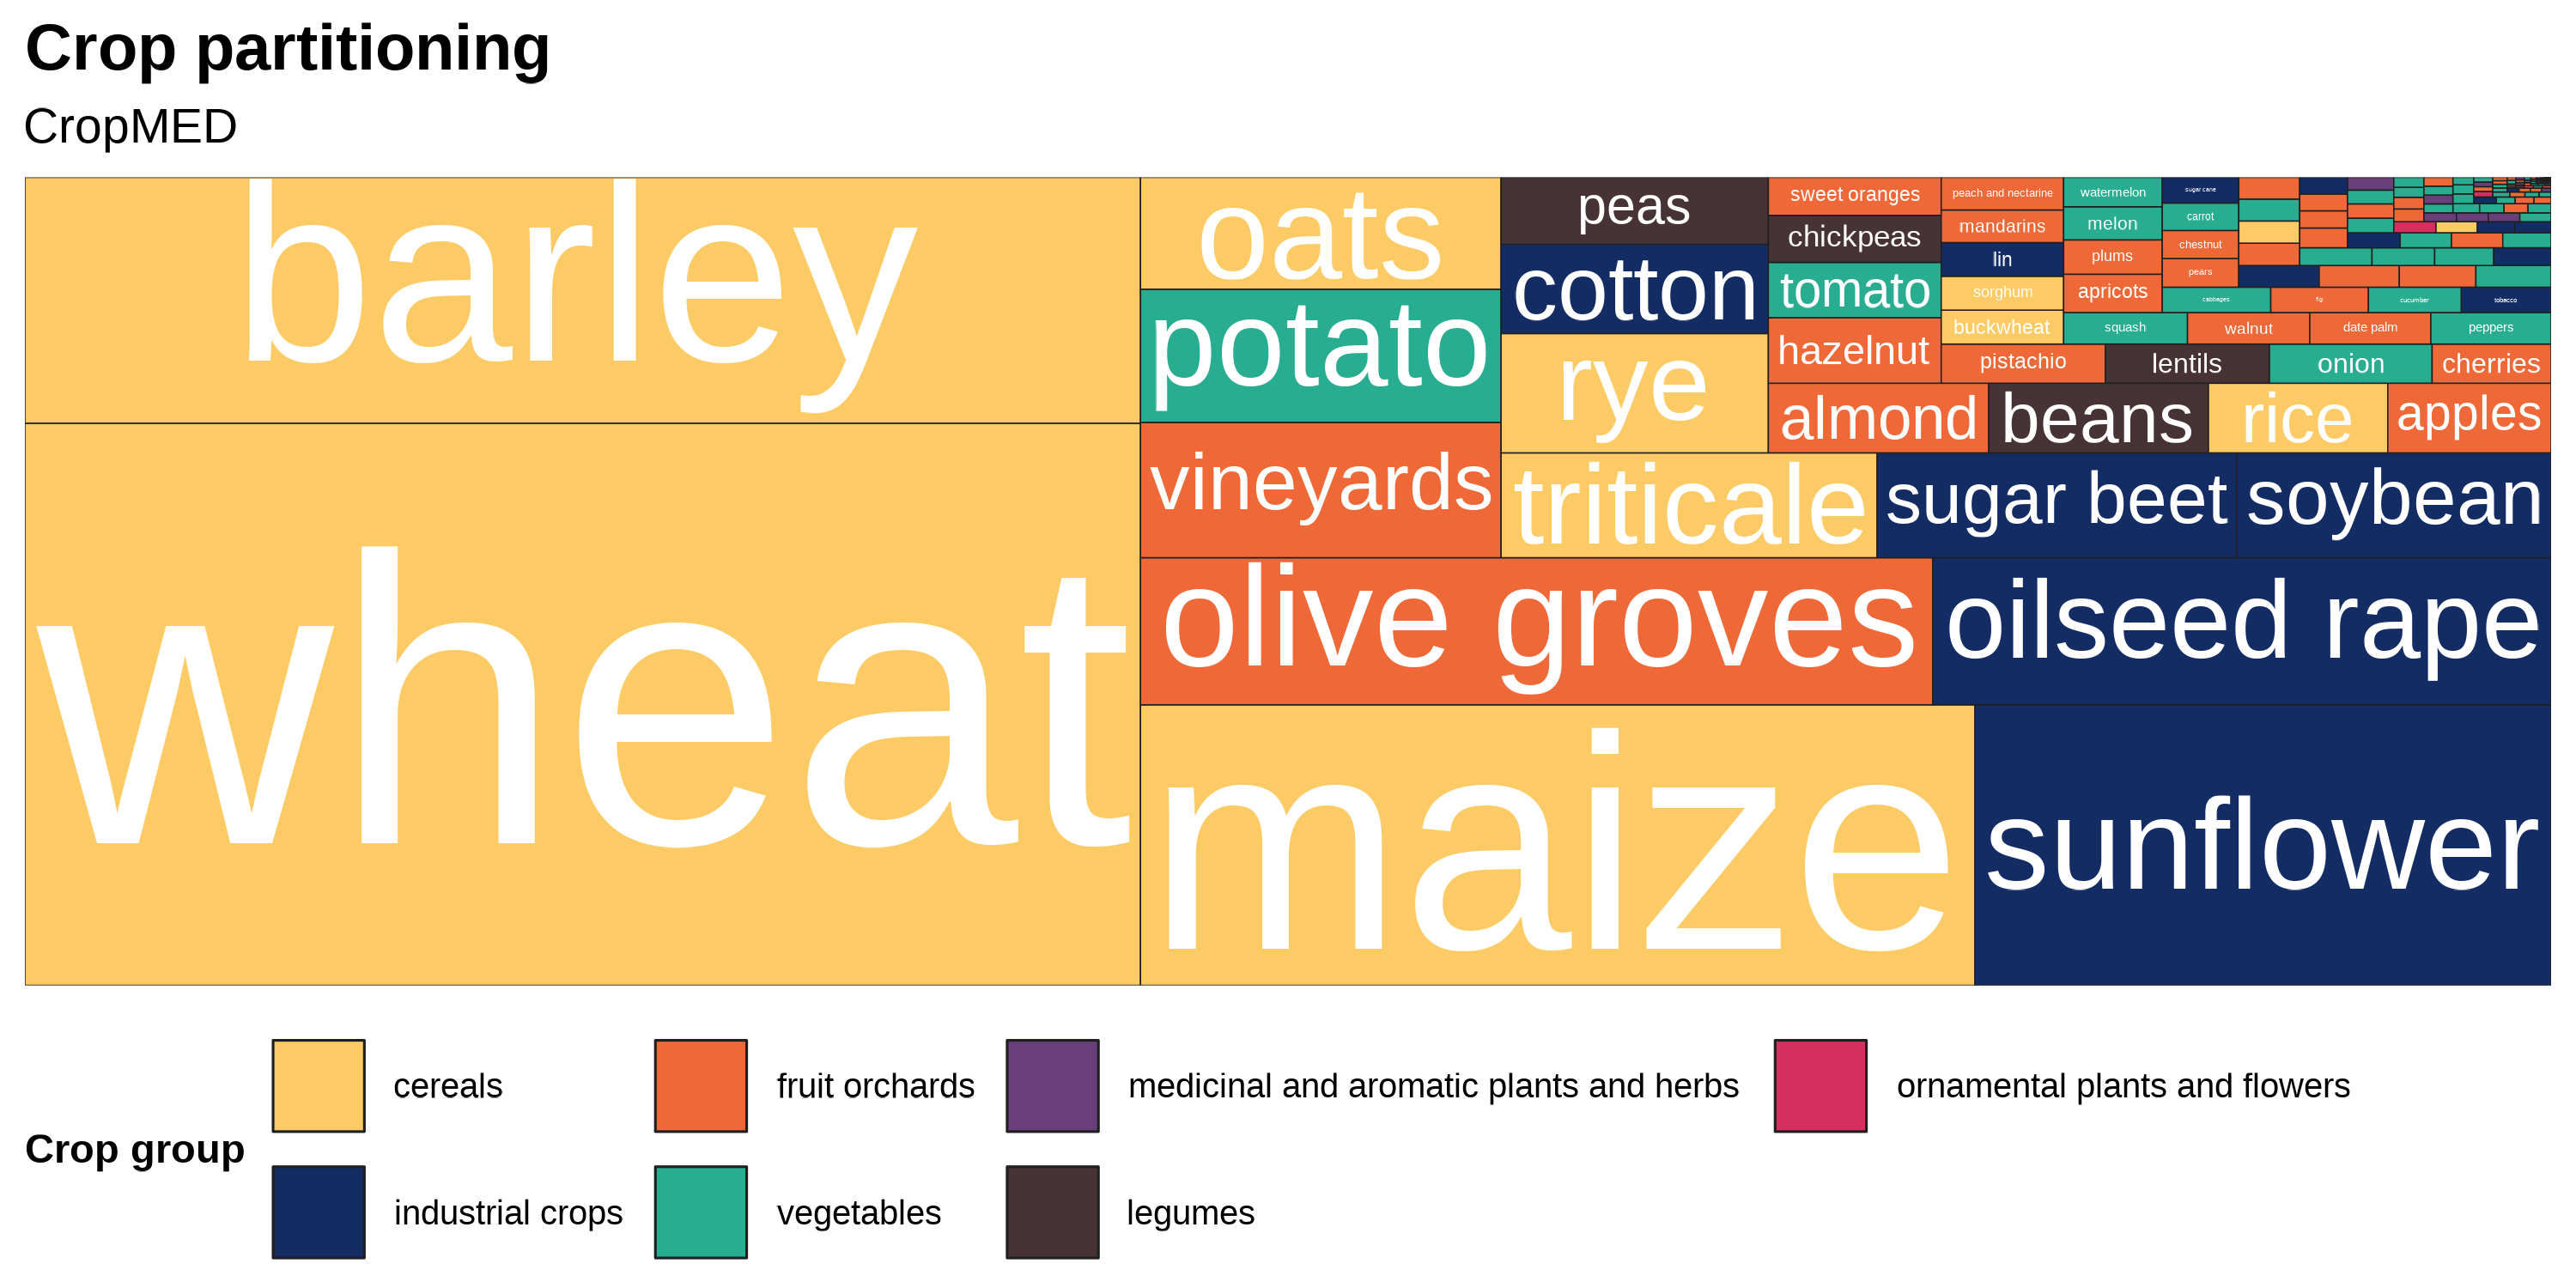 Crop partitioning
CropMED
barley
wheat
oats
potato
vineyards
olive groves
maize
sunflower
oilseed rape
peas
cotton
rye
triticale
sugar beet
soybean
sweet oranges
chickpeas
tomato
hazelnut
almond
beans
rice
apples
peach and nectarine
mandarins
lin
sorghum
buckwheat
pistachio
lentils
onion
cherries
watermelon
melon
plums
apricots
squash
walnut
date palm
peppers
sugar cane
carrot
chestnut
pears
cabbages
fig
cucumber
tobacco
Crop group
cereals
fruit orchards
medicinal and aromatic plants and herbs
ornamental plants and flowers
industrial crops
vegetables
legumes